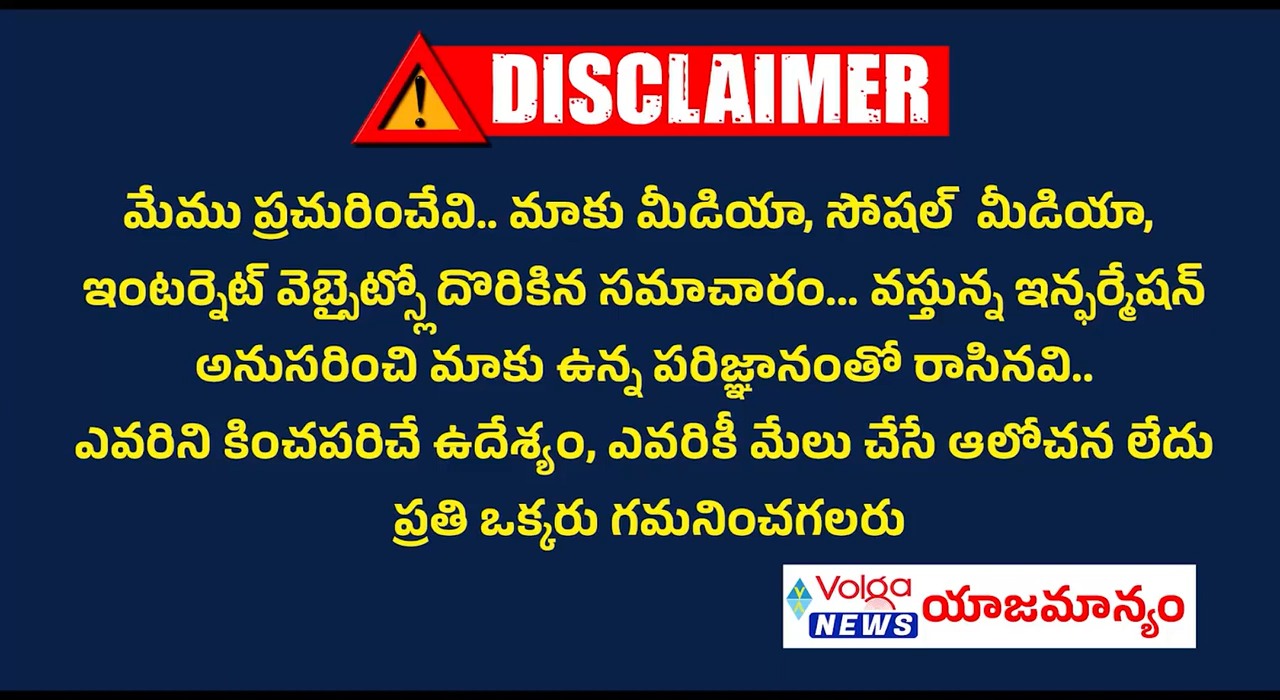 DISCLAIMER
మేము ప్రచురించేవి.. మాకు మీడియా, సోషల్ మీడియా,
ఇంటర్నెట్ వెబ్సైట్స్లో దొరికిన సమాచారం... వస్తున్న ఇన్ఫర్మేషన్
అనుసరించి మాకు ఉన్న పరిజ్ఞానంతో రాసినవి..
ఎవరిని కించపరిచే ఉదేశ్యం, ఎవరికీ మేలు చేసే ఆలోచన లేదు
ప్రతి ఒక్కరు గమనించగలరు
Volga NEWS యాజమాన్యం